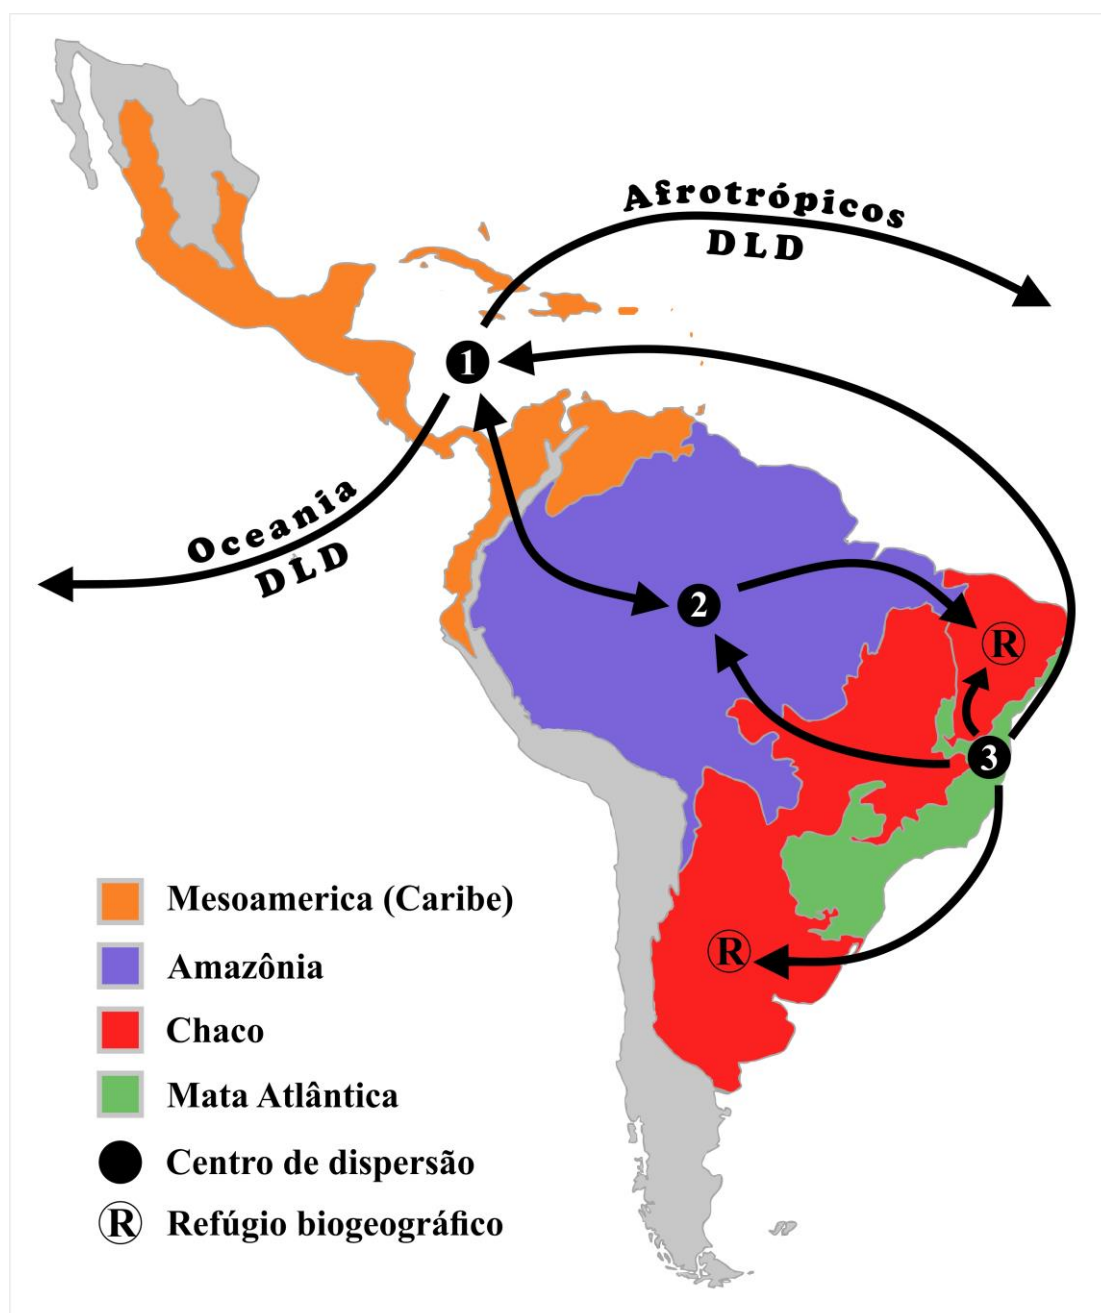 Afrotrópicos
DLD
1
Oceania
DLD
2
R
3
R
Mesoamerica (Caribe)
Amazônia
Chaco
Mata Atlântica
Centro de dispersão
R Refúgio biogeográfico